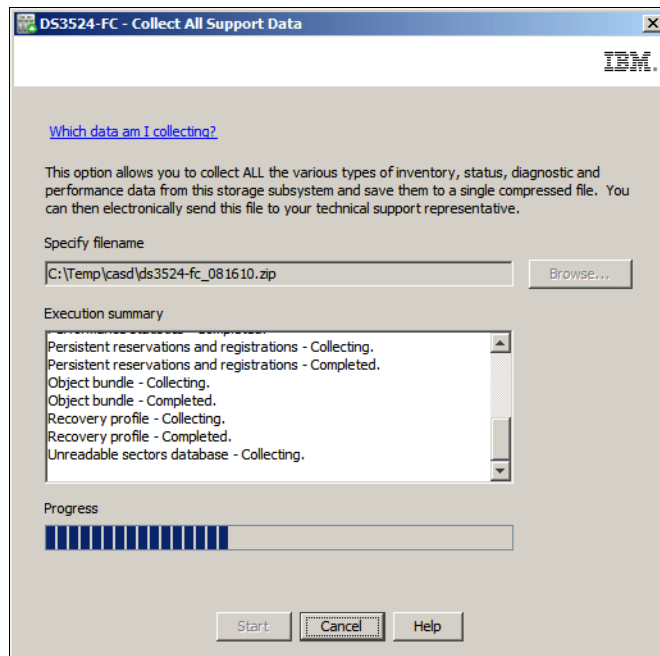 DS3524-FC - Collect All Support Data
IBM.
Which data am I collecting?
This option allows you to collect ALL the various types of inventory, status, diagnostic and
performance data from this storage subsystem and save them to a single compressed file. You
can then electronically send this file to your technical support representative.
Specify filename
C:\Temp\casd\ds3524-fc_081610.zip
Browse...
Execution summary
Persistent reservations and registrations - Collecting.
Persistent reservations and registrations - Completed.
Object bundle - Collecting.
Object bundle - Completed.
Recovery profile - Collecting.
Recovery profile - Completed.
Unreadable sectors database - Collecting.
Progress
Start
Cancel
Help